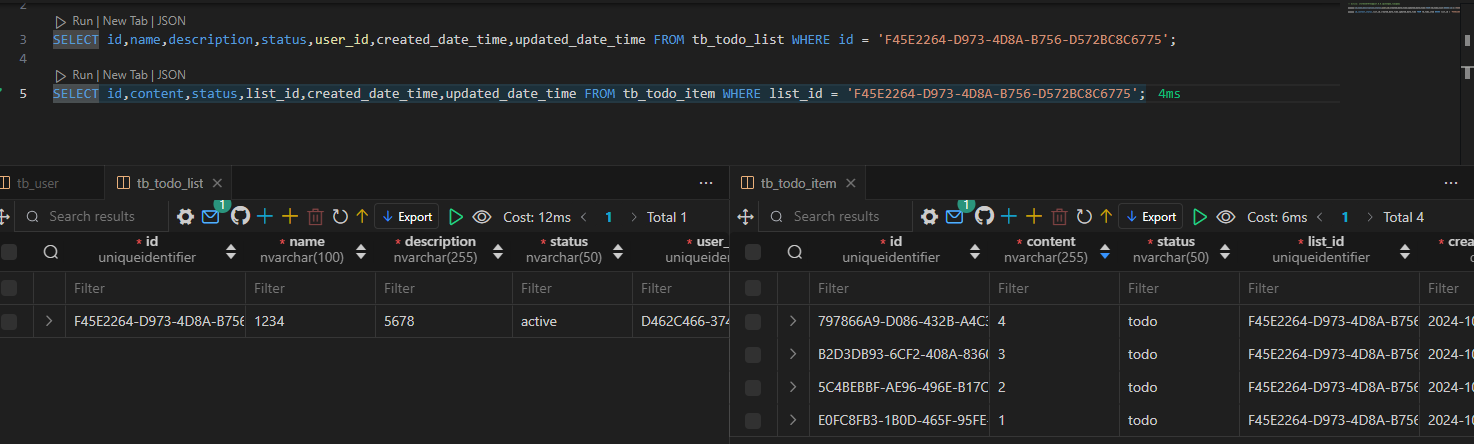 2
Run | New Tab | JSON
3 SELECT id,name,description,status,user_id,created_date_time,updated_date_time FROM tb_todo_list WHERE id = 'F45E2264-D973-4D8A-B756-D572BC8C6775';
4
Run | New Tab | JSON
5 SELECT id,content,status,list_id,created_date_time,updated_date_time FROM tb_todo_item WHERE list_id = 'F45E2264-D973-4D8A-B756-D572BC8C6775'; 4ms
tb_user tb_todo_list
Search results 1 Export Cost: 12ms 1 Total 1
* id * name * description * status * user_
uniqueidentifier nvarchar(100) nvarchar(255) nvarchar(50) uniqueide
Filter Filter Filter Filter Filter
F45E2264-D973-4D8A-B756 1234 5678 active D462C466-374
tb_todo_item
Search results 1 Export Cost: 6ms 1 Total 4
* id * content * status * list_id * crea
uniqueidentifier nvarchar(255) nvarchar(50) uniqueidentifier
Filter Filter Filter Filter Filter
797866A9-D086-432B-A4C3 4 todo F45E2264-D973-4D8A-B756 2024-10
B2D3DB93-6CF2-408A-8360 3 todo F45E2264-D973-4D8A-B756 2024-10
5C4BEBBF-AE96-496E-B17C 2 todo F45E2264-D973-4D8A-B756 2024-10
E0FC8FB3-1B0D-465F-95FE- 1 todo F45E2264-D973-4D8A-B756 2024-10